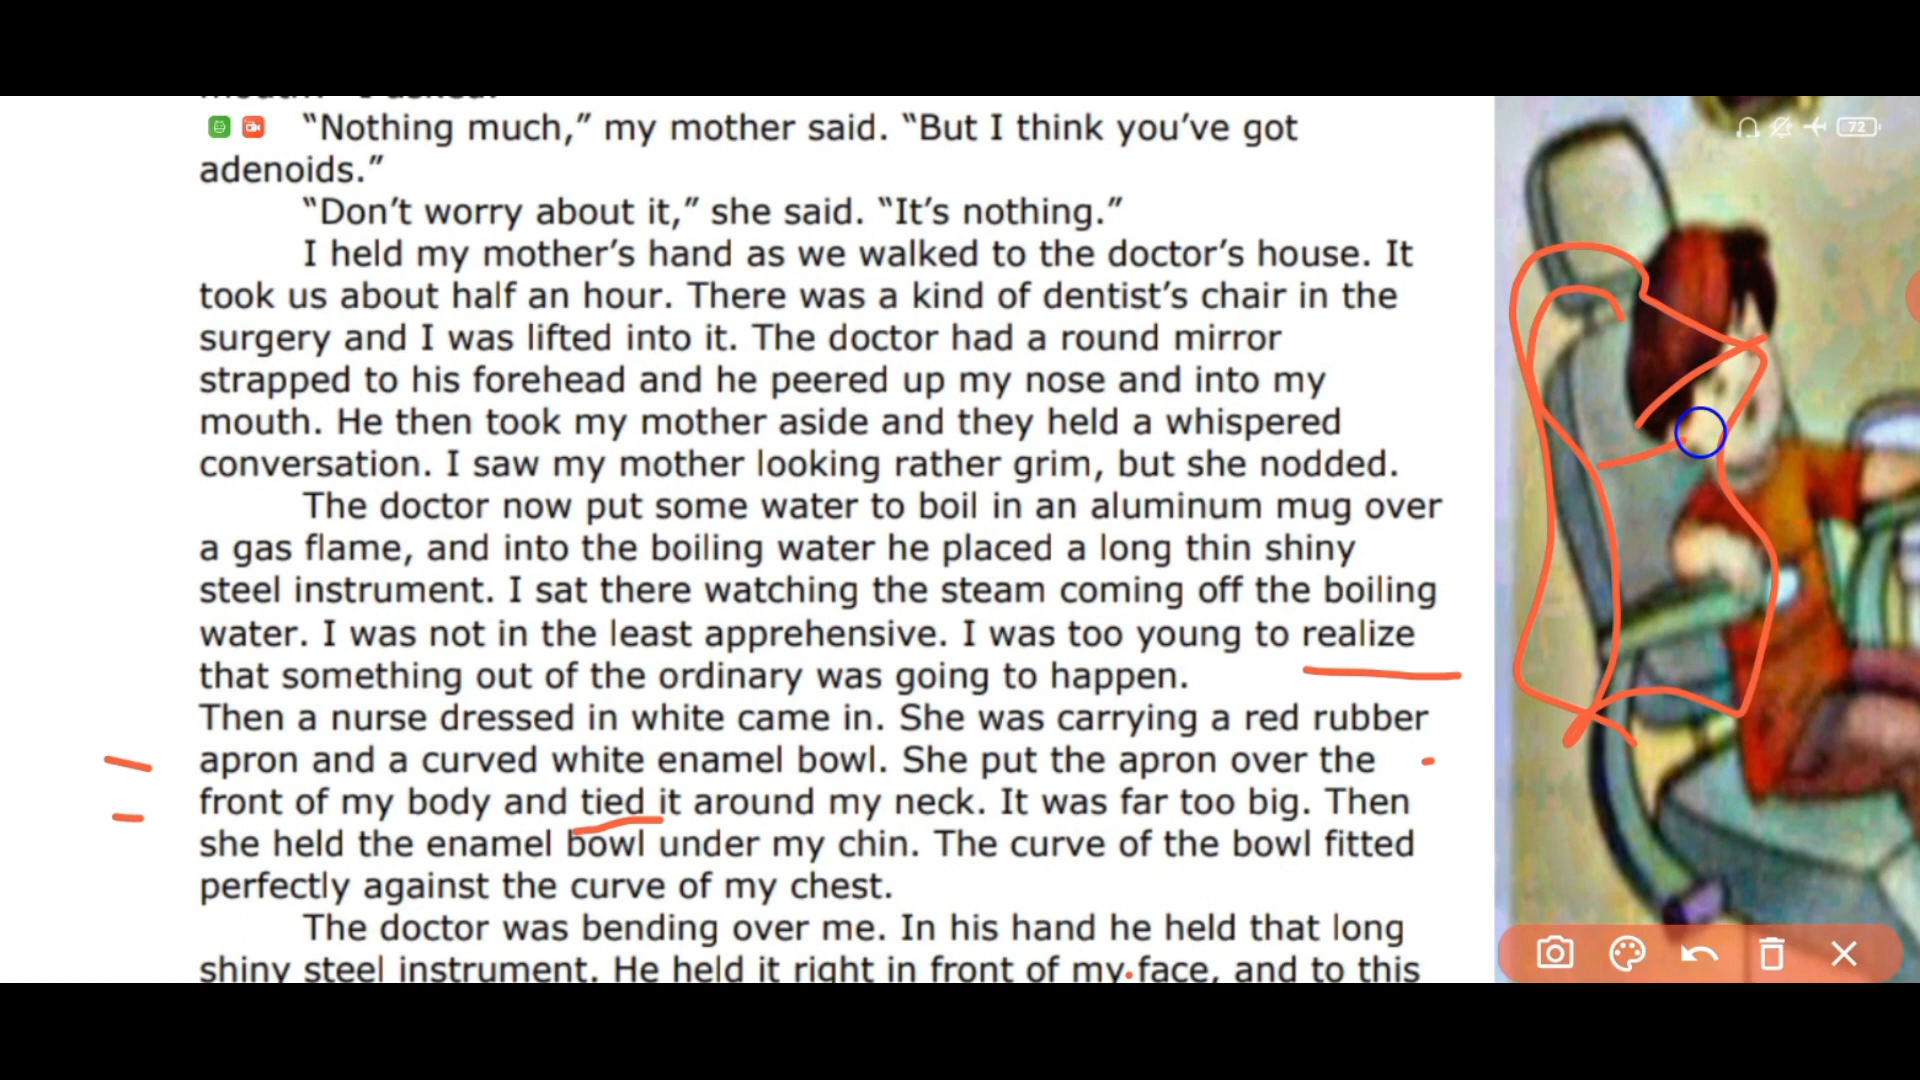 “Nothing much,” my mother said. “But I think you’ve got
adenoids.”
“Don’t worry about it,” she said. “It’s nothing.”
I held my mother’s hand as we walked to the doctor’s house. It
took us about half an hour. There was a kind of dentist’s chair in the
surgery and I was lifted into it. The doctor had a round mirror
strapped to his forehead and he peered up my nose and into my
mouth. He then took my mother aside and they held a whispered
conversation. I saw my mother looking rather grim, but she nodded.
The doctor now put some water to boil in an aluminum mug over
a gas flame, and into the boiling water he placed a long thin shiny
steel instrument. I sat there watching the steam coming off the boiling
water. I was not in the least apprehensive. I was too young to realize
that something out of the ordinary was going to happen.
Then a nurse dressed in white came in. She was carrying a red rubber
apron and a curved white enamel bowl. She put the apron over the
front of my body and tied it around my neck. It was far too big. Then
she held the enamel bowl under my chin. The curve of the bowl fitted
perfectly against the curve of my chest.
The doctor was bending over me. In his hand he held that long
shiny steel instrument. He held it right in front of my face, and to this
72